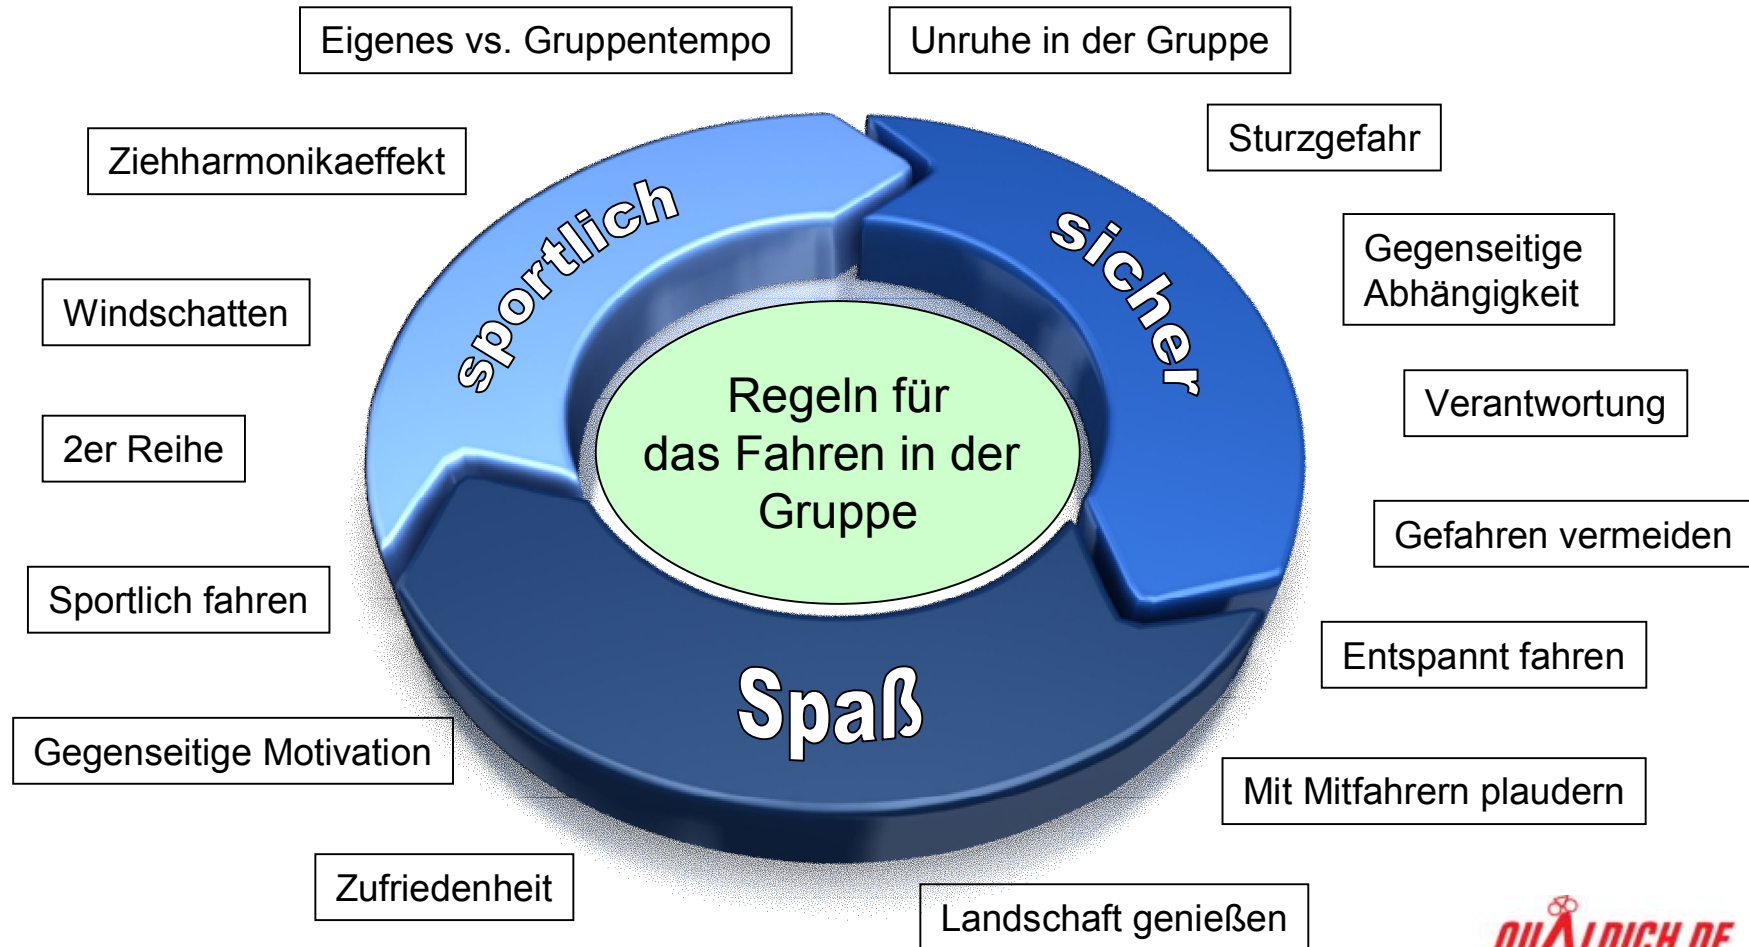 Eigenes vs. Gruppentempo
Unruhe in der Gruppe
Ziehharmonikaeffekt
Sturzgefahr
sportlich
sicher
Gegenseitige
Abhängigkeit
Windschatten
Regeln für
das Fahren in der
Gruppe
Verantwortung
2er Reihe
Gefahren vermeiden
Sportlich fahren
Entspannt fahren
Spaß
Gegenseitige Motivation
Mit Mitfahrern plaudern
Zufriedenheit
Landschaft genießen
QUÄLDICH.DE